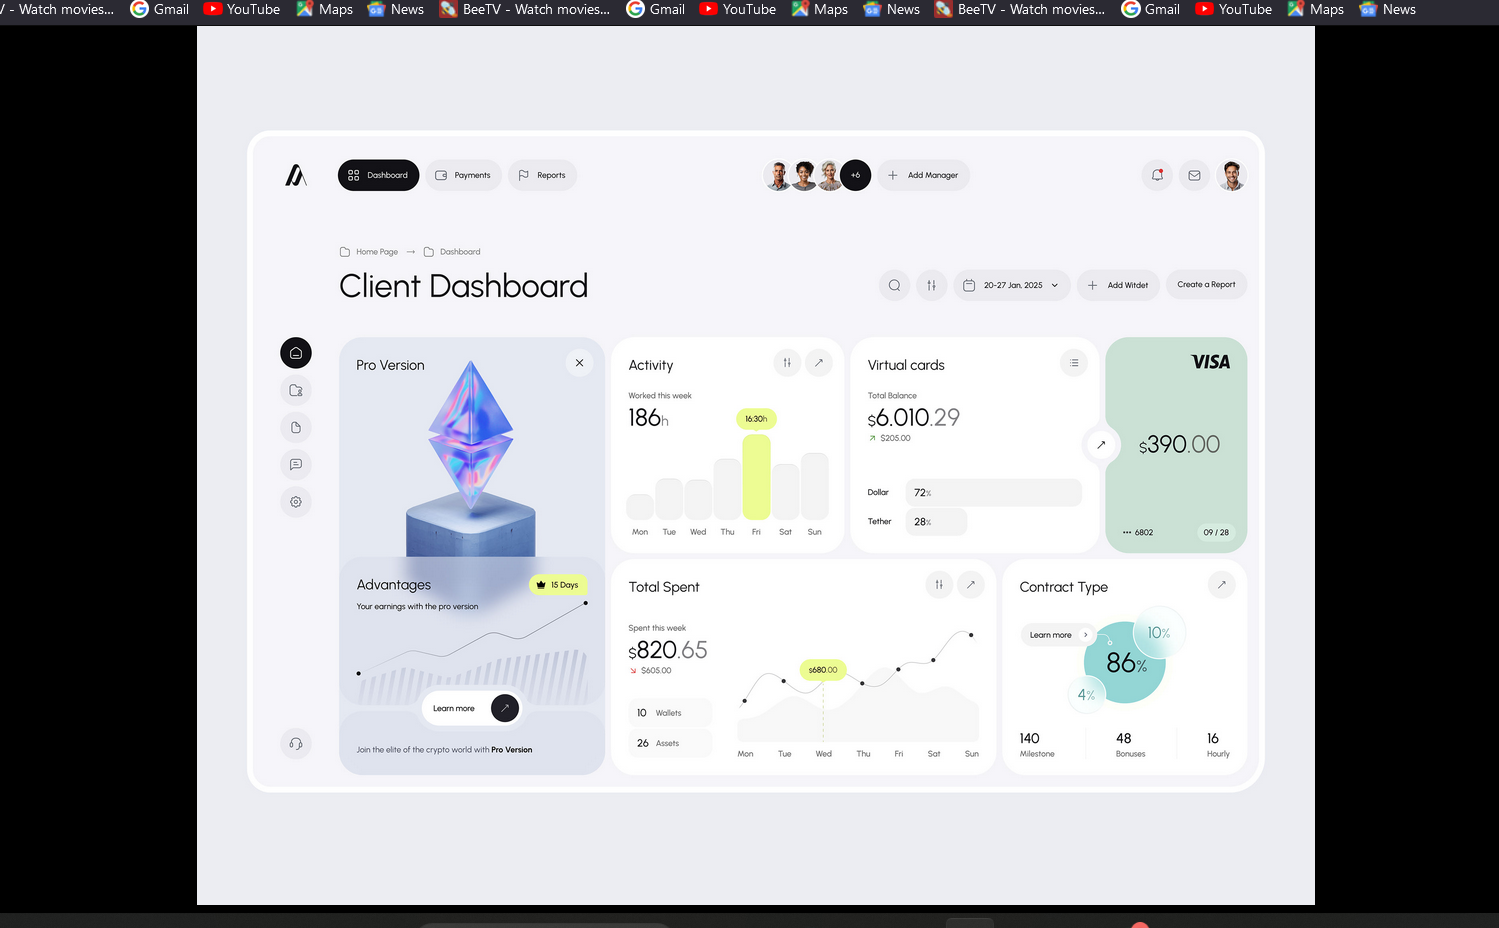 V - Watch movies... Gmail YouTube Maps News BeeTV - Watch movies... Gmail YouTube Maps News BeeTV - Watch movies... Gmail YouTube Maps News
Dashboard Payments Reports +6 Add Manager
Home Page → Dashboard
Client Dashboard
20-27 Jan, 2025 Add Witdet Create a Report
Pro Version
Advantages
15 Days
Your earnings with the pro version
Learn more
Join the elite of the crypto world with Pro Version
Activity
Worked this week
186h
16:30h
Mon Tue Wed Thu Fri Sat Sun
Virtual cards
Total Balance
$6.010.29
$205.00
Dollar 72%
Tether 28%
VISA
$390.00
••• 6802 09 / 28
Total Spent
Spent this week
$820.65
$605.00
10 Wallets
26 Assets
$680.00
Mon Tue Wed Thu Fri Sat Sun
Contract Type
Learn more
10%
86%
4%
140 48 16
Milestone Bonuses Hourly